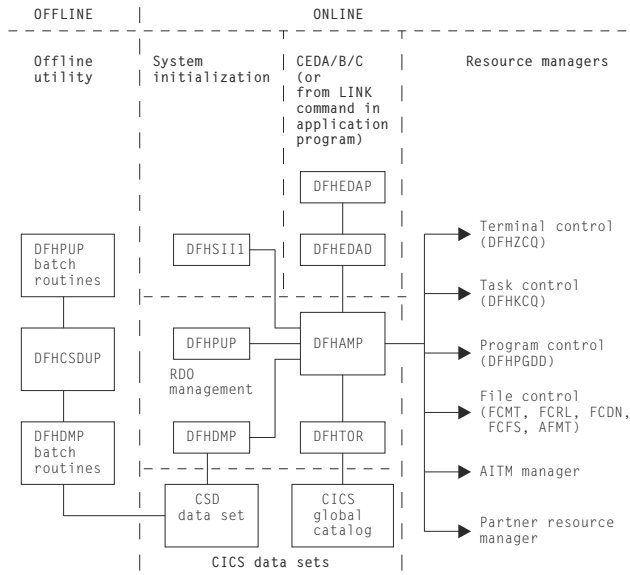 OFFLINE
ONLINE
Offline
utility
System
initialization
CEDA/B/C
(or
from LINK
command in
application
program)
Resource managers
DFHEDAP
DFHPUP
batch
routines
DFHSII1
DFHEDAD
Terminal control
(DFHZCQ)
Task control
(DFHKCQ)
DFHCSDUP
DFHPUP
DFHAMP
Program control
(DFHPGDD)
RDO
management
File control
(FCMT, FCRL, FCDN,
FCFS, AFMT)
DFHDMP
batch
routines
DFHDMP
DFHTOR
AITM manager
CSD
data set
CICS
global
catalog
Partner resource
manager
CICS data sets